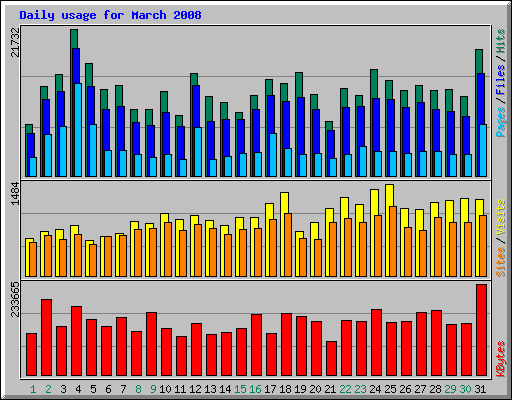 Daily usage for March 2008
21732
Pages / Files / Hits
1484
Sites / Visits
233665
KBytes
1 2 3 4 5 6 7 8 9 10 11 12 13 14 15 16 17 18 19 20 21 22 23 24 25 26 27 28 29 30 31